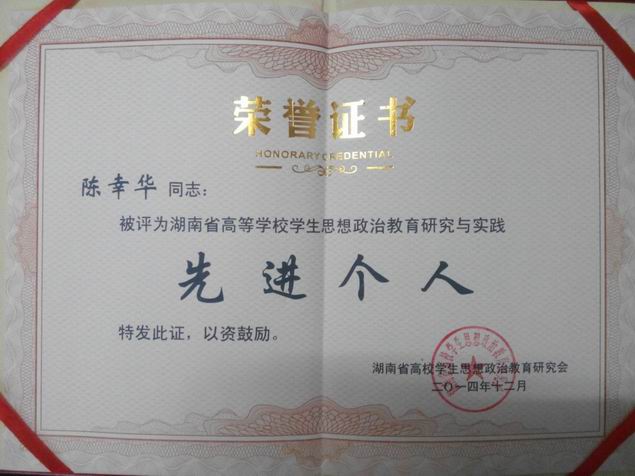 荣誉证书
HONORARY CREDENTIAL
陈幸华 同志：
被评为湖南省高等学校学生思想政治教育研究与实践
先进个人
特发此证，以资鼓励。
湖南省高校学生思想政治教育研究会
二〇一四年十二月